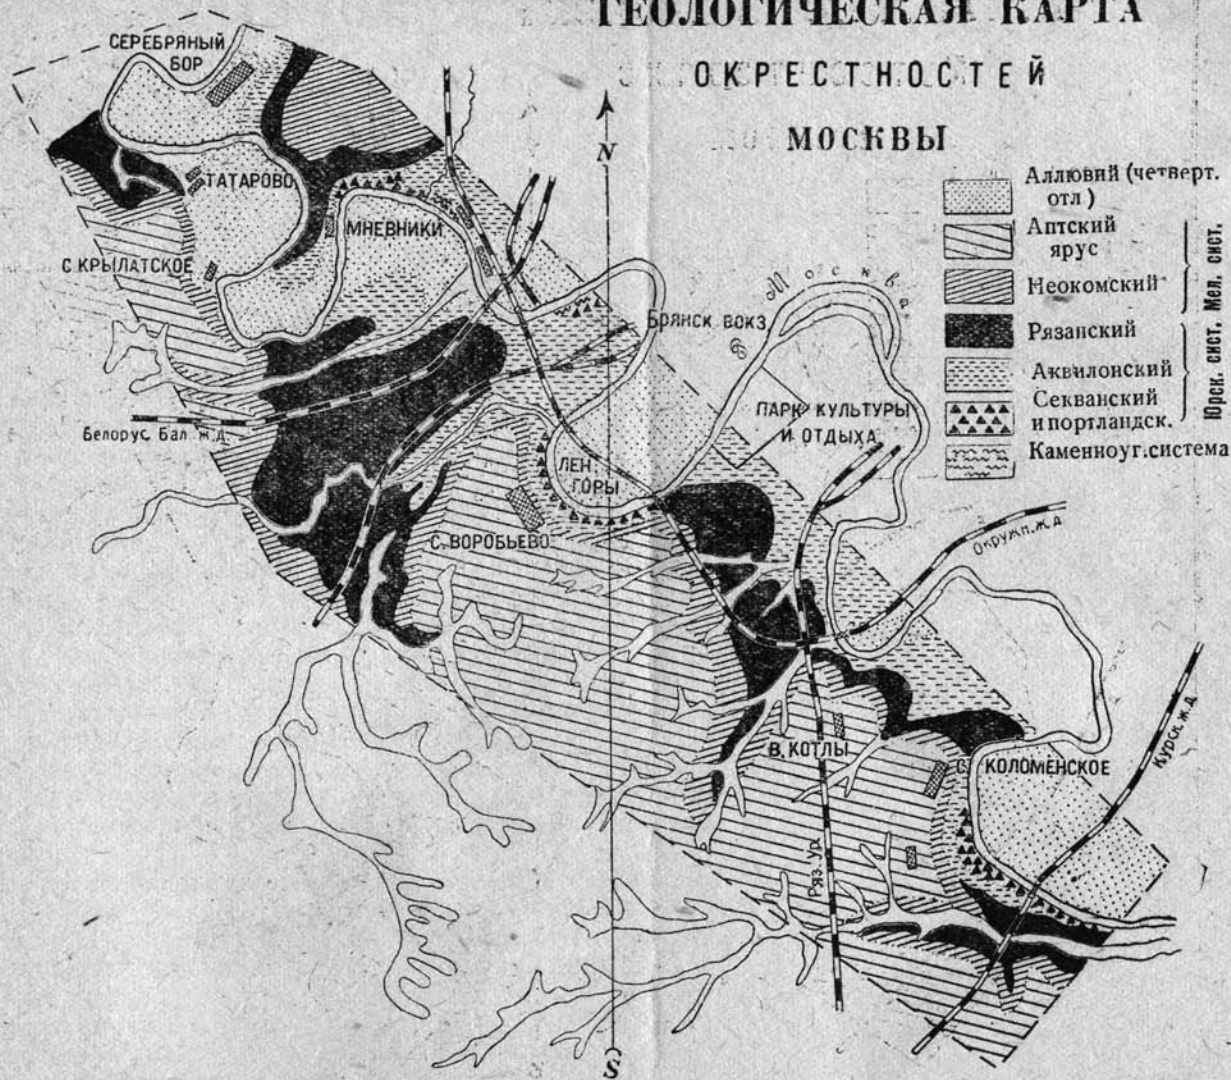 ГЕОЛОГИЧЕСКАЯ КАРТА
ОКРЕСТНОСТЕЙ
МОСКВЫ
Аллювий (четверт.
отл)
Аптский
ярус
Неокомский
Рязанский
Аквилонский
Секванский
и портландск.
Каменноуг.система
Мел. сист.
Юрск. сист.
СЕРЕБРЯНЫЙ
БОР
N
ТАТАРОВО
МНЕВНИКИ
С. КРЫЛАТСКОЕ
Москва
Брянск. вокз.
ПАРК КУЛЬТУРЫ
И ОТДЫХА
Белорус. Бал. ж.д.
ЛЕН.
ГОРЫ
С. ВОРОБЬЕВО
Окружн. ж.д.
В. КОТЛЫ
С. КОЛОМЕНСКОЕ
Курск. ж.д.
Ряз. Ур.
S